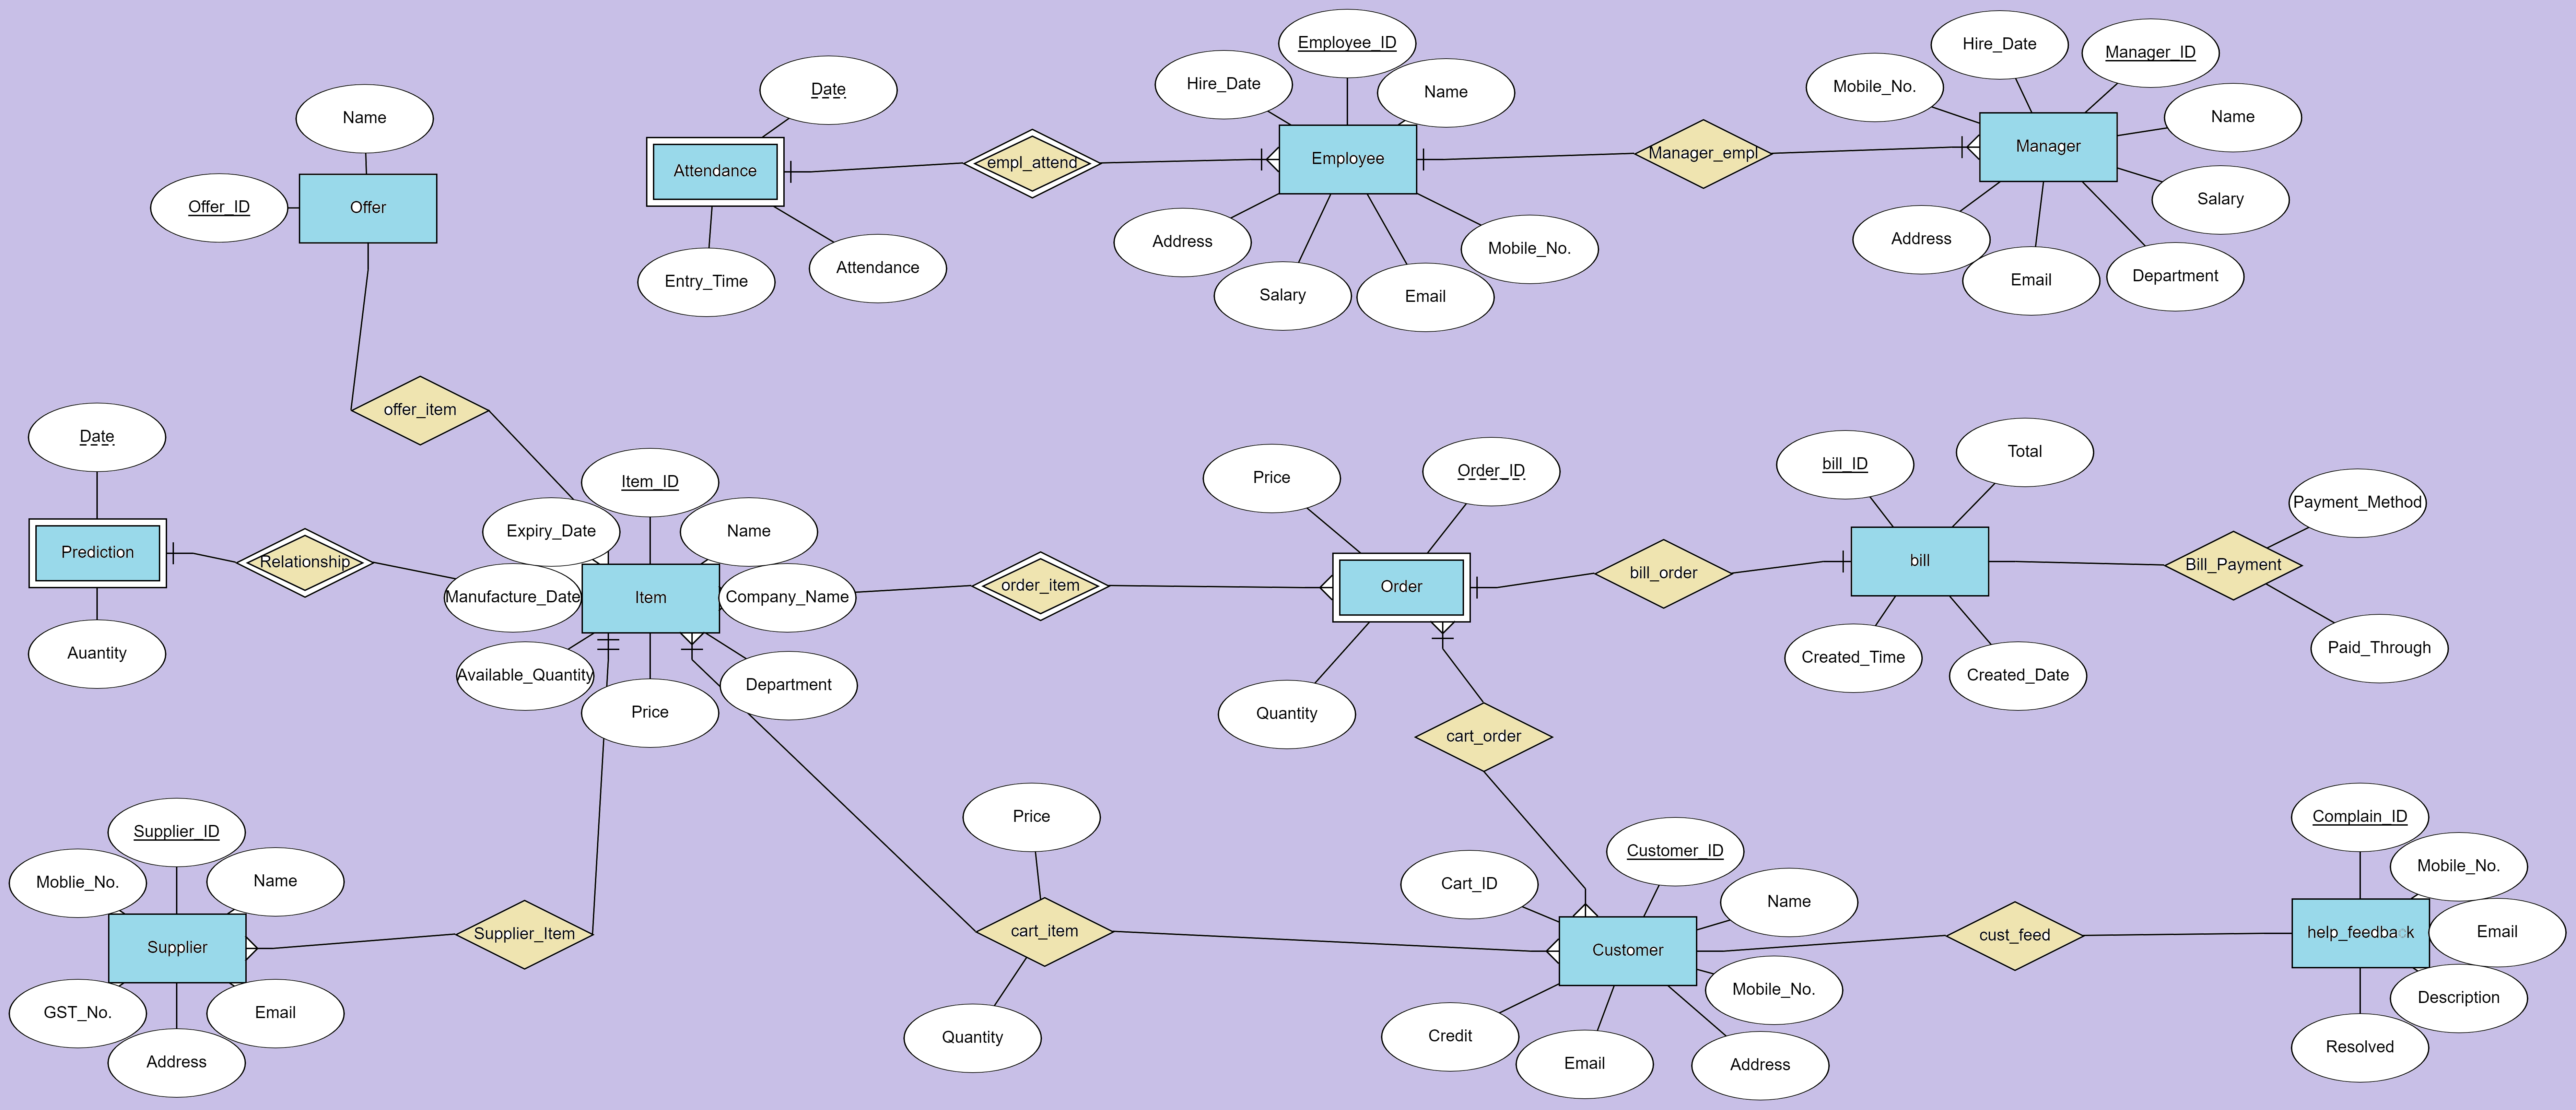 Employee_ID
Hire_Date
Manager_ID
Hire_Date
Name
Mobile_No.
Date
Name
Name
Attendance
empl_attend
Employee
Manager_empl
Manager
Offer_ID
Offer
Salary
Address
Mobile_No.
Address
Entry_Time
Attendance
Salary
Email
Email
Department
offer_item
Date
Item_ID
Price
Order_ID
bill_ID
Total
Payment_Method
Expiry_Date
Name
Prediction
Relationship
Manufacture_Date
Item
Company_Name
order_item
Order
bill_order
bill
Bill_Payment
Auantity
Available_Quantity
Department
Price
Quantity
Created_Time
Created_Date
Paid_Through
cart_order
Supplier_ID
Price
Customer_ID
Complain_ID
Moblie_No.
Name
Cart_ID
Name
Mobile_No.
Supplier
Supplier_Item
cart_item
Customer
cust_feed
help_feedback
Email
GST_No.
Email
Mobile_No.
Description
Address
Quantity
Credit
Email
Address
Resolved